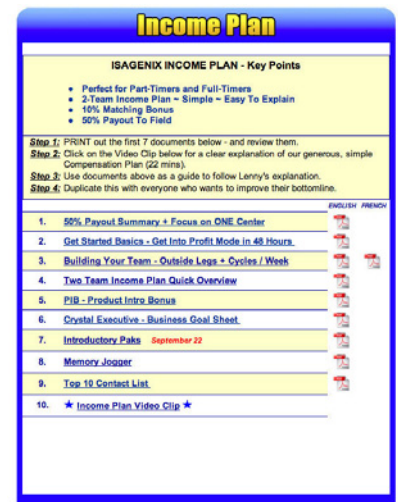 Income Plan
ISAGENIX INCOME PLAN - Key Points
• Perfect for Part-Timers and Full-Timers
• 2-Team Income Plan ~ Simple ~ Easy To Explain
• 10% Matching Bonus
• 50% Payout To Field
Step 1: PRINT out the first 7 documents below - and review them.
Step 2: Click on the Video Clip below for a clear explanation of our generous, simple
Compensation Plan (22 mins).
Step 3: Use documents above as a guide to follow Lenny's explanation.
Step 4: Duplicate this with everyone who wants to improve their bottomline.
ENGLISH FRENCH
1. 50% Payout Summary + Focus on ONE Center
2. Get Started Basics - Get Into Profit Mode in 48 Hours
3. Building Your Team - Outside Legs + Cycles / Week
4. Two Team Income Plan Quick Overview
5. PIB - Product Intro Bonus
6. Crystal Executive - Business Goal Sheet
7. Introductory Paks September 22
8. Memory Jogger
9. Top 10 Contact List
10. ★ Income Plan Video Clip ★